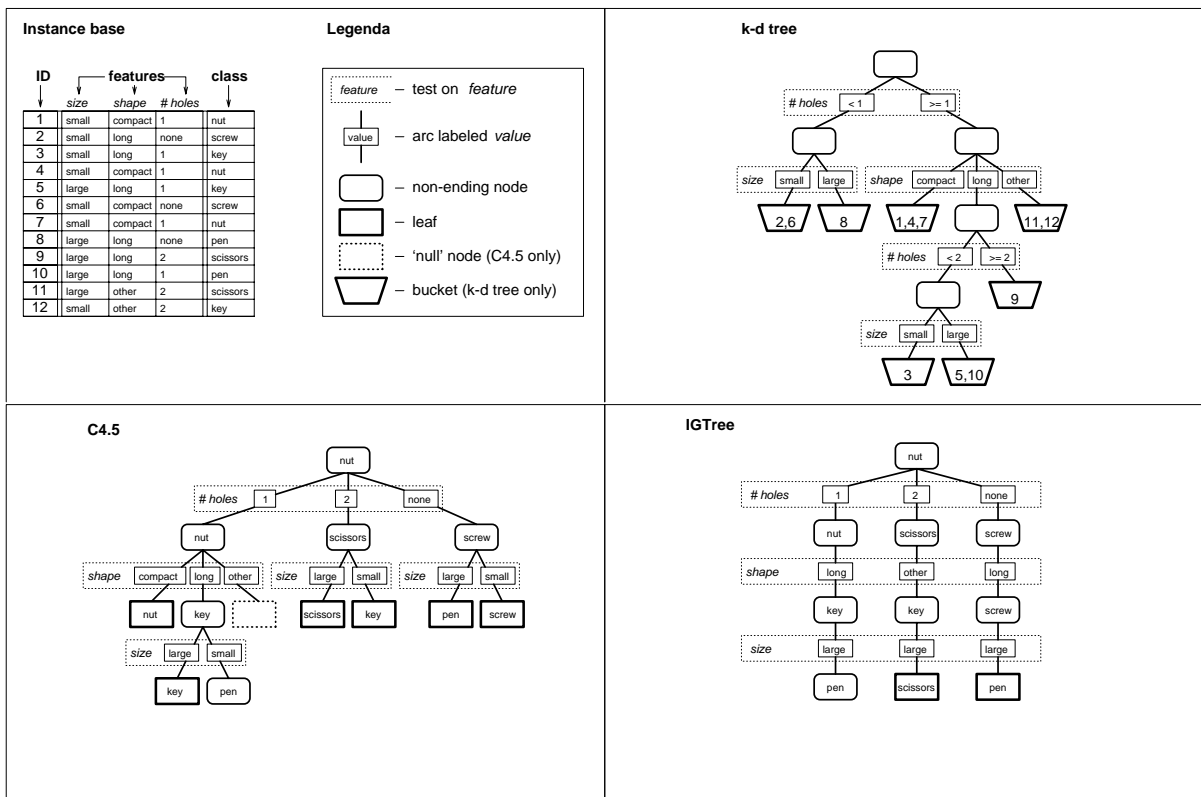 Instance base
ID features class
size shape # holes
1 small compact 1 nut
2 small long none screw
3 small long 1 key
4 small compact 1 nut
5 large long 1 key
6 small compact none screw
7 small compact 1 nut
8 large long none pen
9 large long 2 scissors
10 large long 1 pen
11 large other 2 scissors
12 small other 2 key
Legenda
feature – test on feature
value – arc labeled value
– non-ending node
– leaf
– ‘null’ node (C4.5 only)
– bucket (k-d tree only)
k-d tree
# holes < 1 >= 1
size small large shape compact long other
2,6 8 1,4,7 11,12
# holes < 2 >= 2
9
size small large
3 5,10
C4.5
nut
# holes 1 2 none
nut scissors screw
shape compact long other size large small size large small
nut key scissors key pen screw
size large small
key pen
IGTree
nut
# holes 1 2 none
nut scissors screw
shape long other long
key key screw
size large large large
pen scissors pen